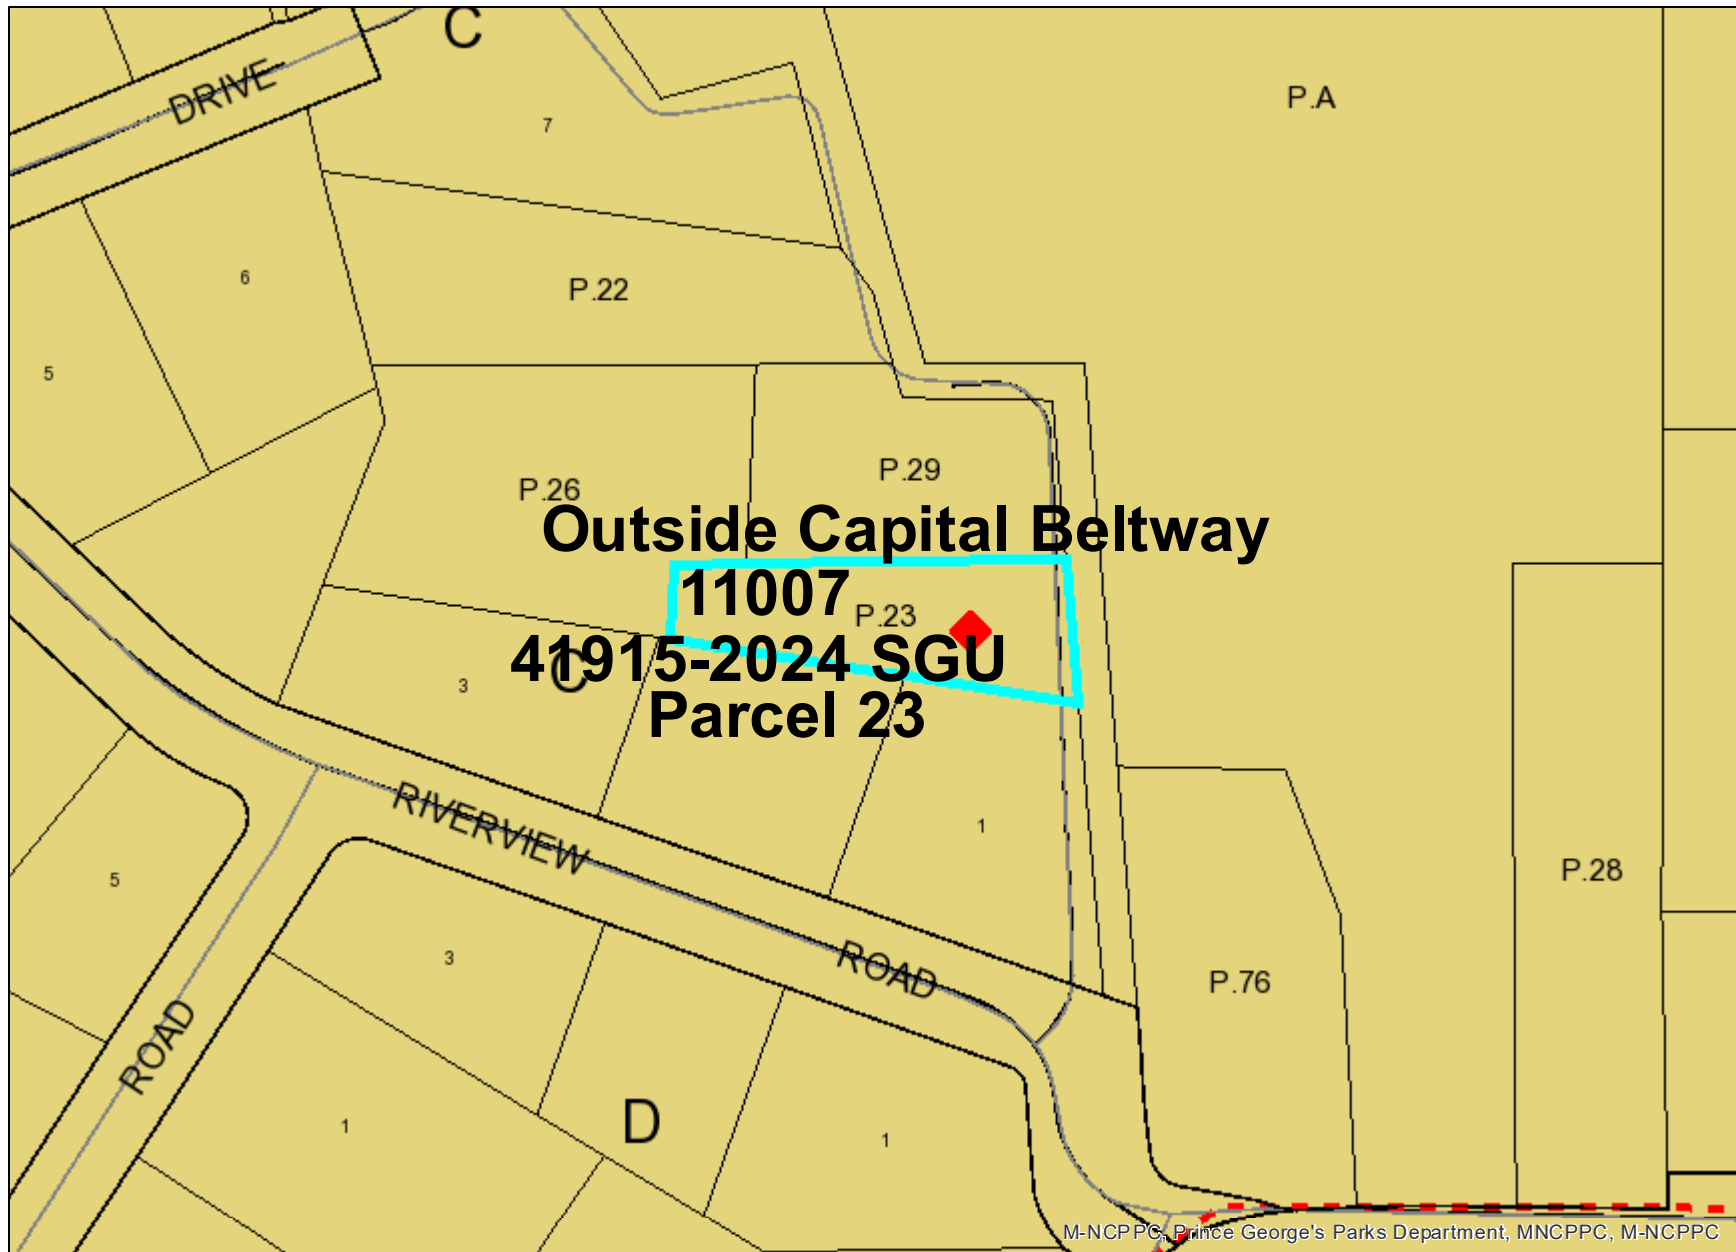 C
DRIVE
7
P.A
6
P.22
5
P.26
P.29
Outside Capital Beltway
11007
P.23
41915-2024 SGU
C
3
Parcel 23
RIVERVIEW
1
5
P.28
3
ROAD
P.76
ROAD
D
1
1
M-NCPPC, Prince George's Parks Department, MNCPPC, M-NCPPC